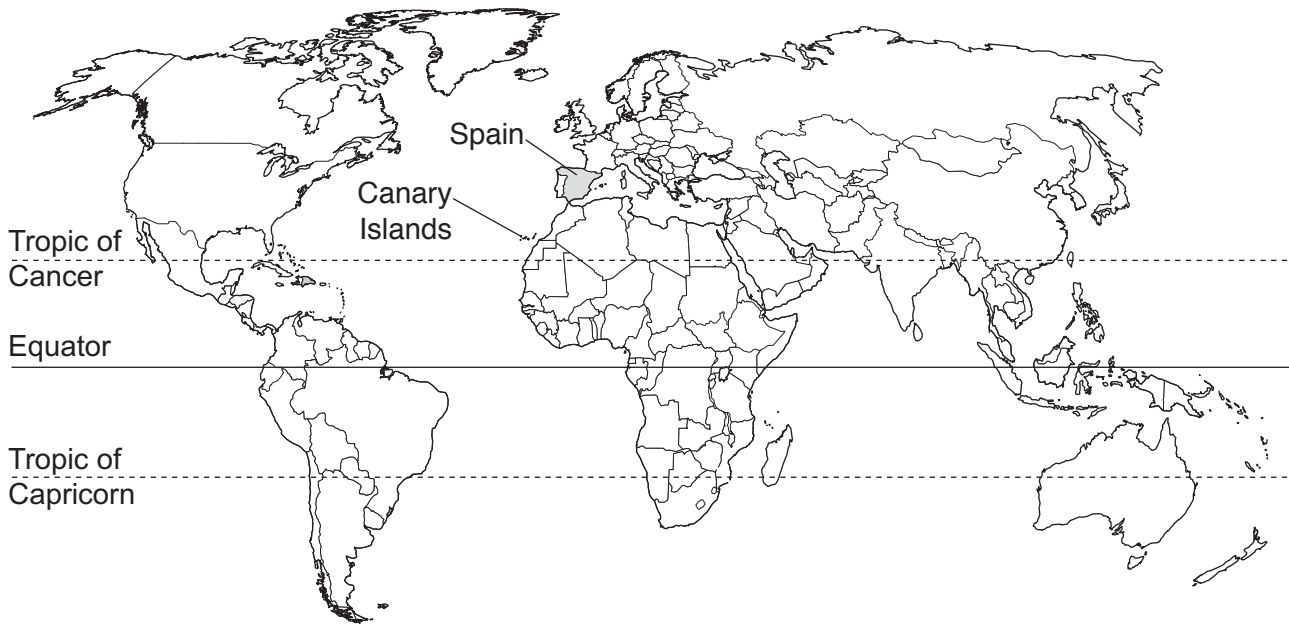 Spain
Canary
Islands
Tropic of
Cancer
Equator
Tropic of
Capricorn